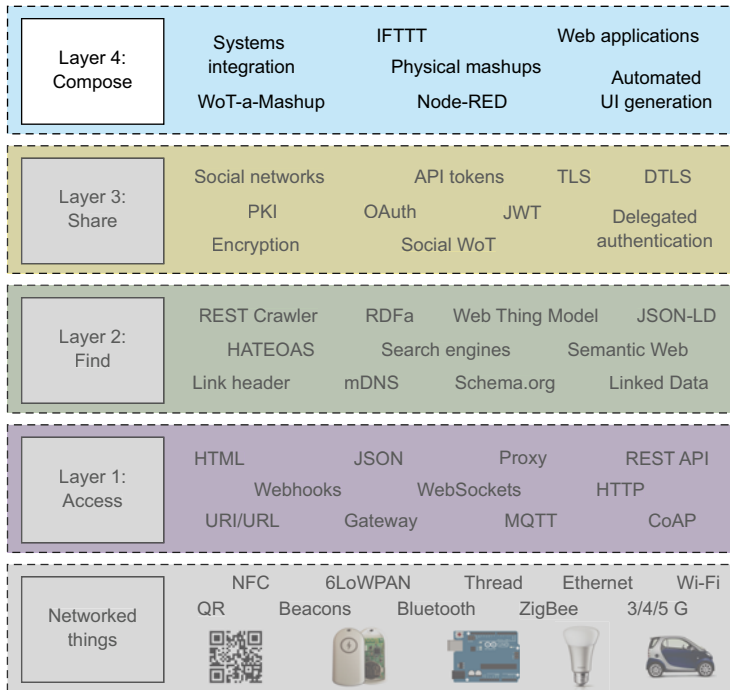 Layer 4:
Compose
Systems
integration
IFTTT
Web applications
Physical mashups
Automated
UI generation
WoT-a-Mashup
Node-RED
Layer 3:
Share
Social networks
API tokens
TLS
DTLS
PKI
OAuth
JWT
Delegated
authentication
Encryption
Social WoT
Layer 2:
Find
REST Crawler
RDFa
Web Thing Model
JSON-LD
HATEOAS
Search engines
Semantic Web
Link header
mDNS
Schema.org
Linked Data
Layer 1:
Access
HTML
JSON
Proxy
REST API
Webhooks
WebSockets
HTTP
URI/URL
Gateway
MQTT
CoAP
Networked
things
NFC
6LoWPAN
Thread
Ethernet
Wi-Fi
QR
Beacons
Bluetooth
ZigBee
3/4/5 G